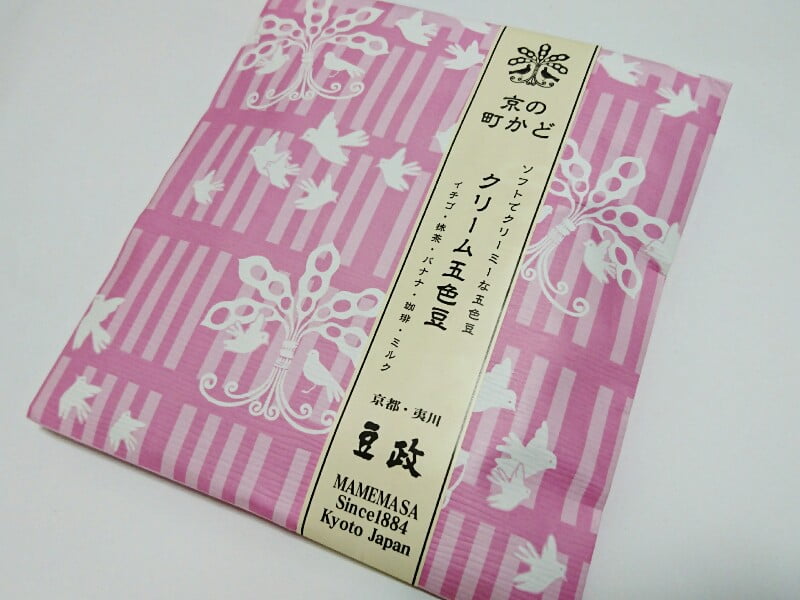 京の
町かど
ソフトでクリーミーな五色豆
クリーム五色豆
イチゴ・抹茶・バナナ・珈琲・ミルク
京都・夷川
豆政
MAMEMASA
Since1884
Kyoto Japan